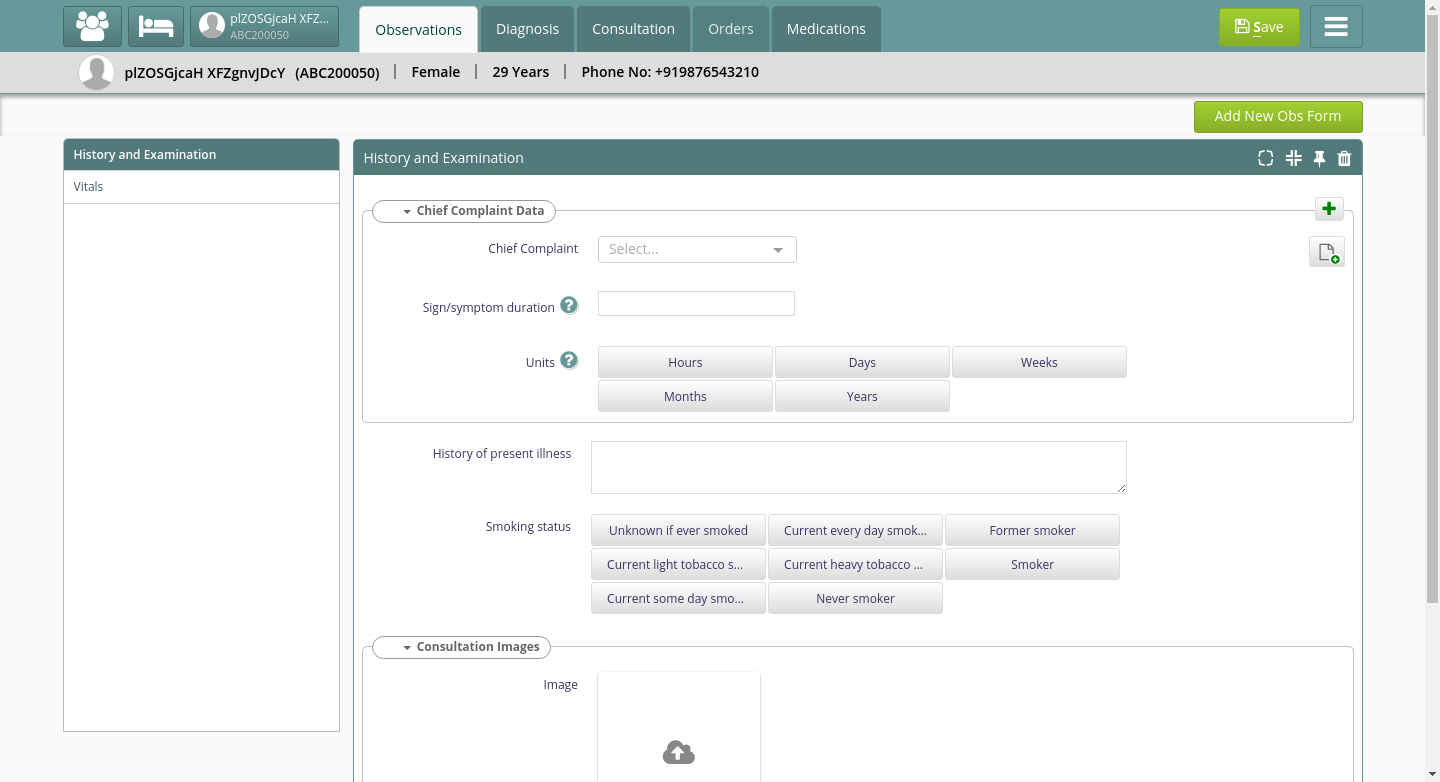 plZOSGjcaH XFZ...
ABC200050
Observations
Diagnosis
Consultation
Orders
Medications
Save
plZOSGjcaH XFZgnvJDcY (ABC200050) | Female | 29 Years | Phone No: +919876543210
Add New Obs Form
History and Examination
Vitals
History and Examination
Chief Complaint Data
Chief Complaint
Select...
Sign/symptom duration ?
Units ?
Hours
Days
Weeks
Months
Years
History of present illness
Smoking status
Unknown if ever smoked
Current every day smok...
Former smoker
Current light tobacco s...
Current heavy tobacco ...
Smoker
Current some day smo...
Never smoker
Consultation Images
Image